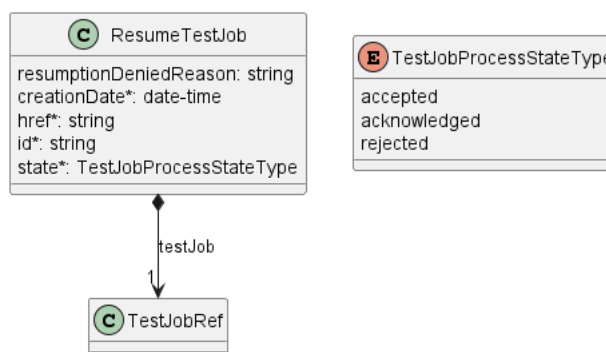 C ResumeTestJob
resumptionDeniedReason: string
creationDate*: date-time
href*: string
id*: string
state*: TestJobProcessStateType
E TestJobProcessStateType
accepted
acknowledged
rejected
testJob
1
C TestJobRef